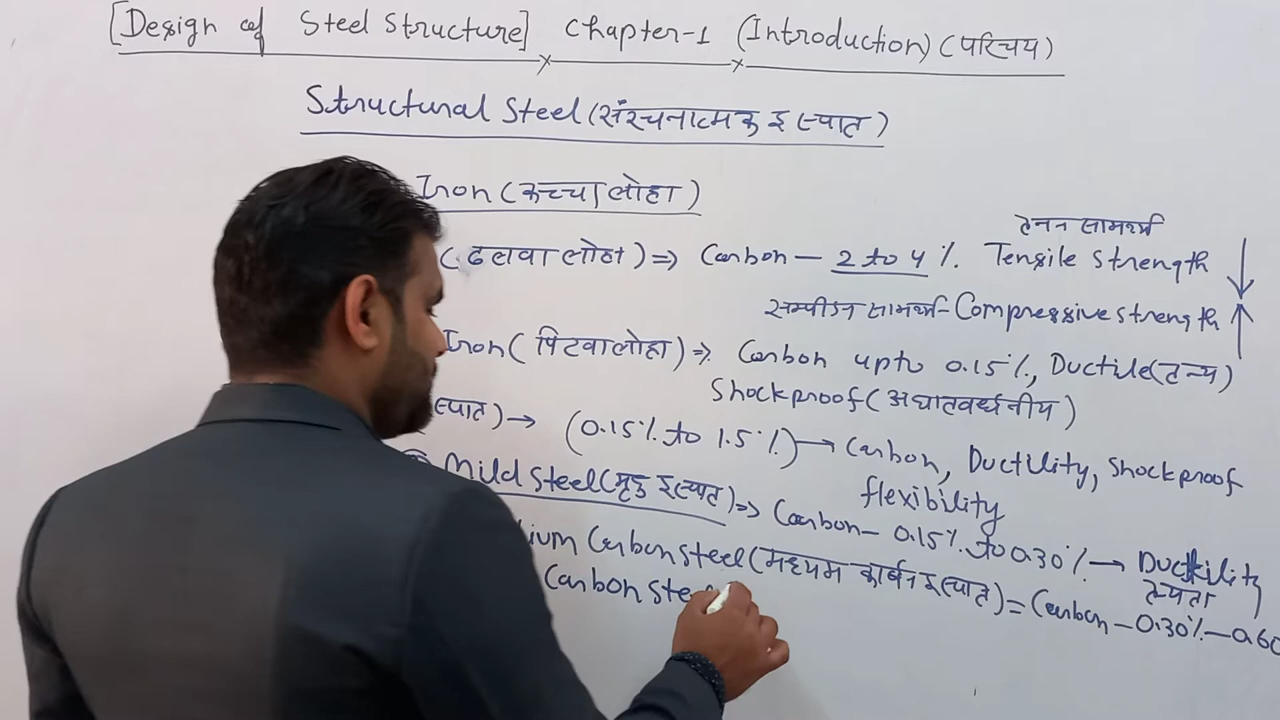 [Design of Steel Structure] Chapter-1 (Introduction) (परिचय)
Structural Steel (संरचनात्मक इस्पात)
Iron (कच्चा लोहा)
तनन सामर्थ्य
(ढलवा लोहा) ⇒ Carbon — 2 to 4 %. Tensile Strength ↓
सम्पीडन सामर्थ्य - Compressive strength ↑
Iron (पिटवा लोहा) ⇒ Carbon upto 0.15%, Ductile (तन्य)
Shockproof (अघातवर्धनीय)
स्पात) → (0.15% to 1.5%) → Carbon, Ductility, Shockproof
flexibility
Mild Steel (मृदु इस्पात) ⇒ Carbon - 0.15% to 0.30% → Ductility
तन्यता
ium Carbon steel (मध्यम कार्बन इस्पात) = Carbon - 0.30% - 0.60
Carbon Ste